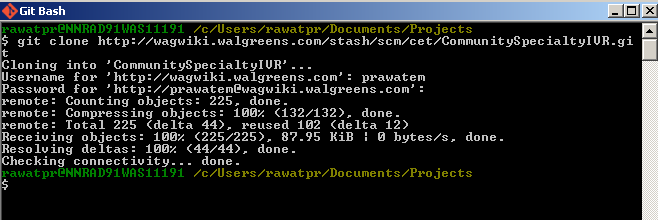 Git Bash
rawatpr@NNRAD91WAS11191 /c/Users/rawatpr/Documents/Projects
$ git clone http://wagwiki.walgreens.com/stash/scm/cet/CommunitySpecialtyIVR.gi
t
Cloning into 'CommunitySpecialtyIVR'...
Username for 'http://wagwiki.walgreens.com': prawatem
Password for 'http://prawatem@wagwiki.walgreens.com':
remote: Counting objects: 225, done.
remote: Compressing objects: 100% (132/132), done.
remote: Total 225 (delta 44), reused 102 (delta 12)
Receiving objects: 100% (225/225), 87.95 KiB ¦ 0 bytes/s, done.
Resolving deltas: 100% (44/44), done.
Checking connectivity... done.
rawatpr@NNRAD91WAS11191 /c/Users/rawatpr/Documents/Projects
$